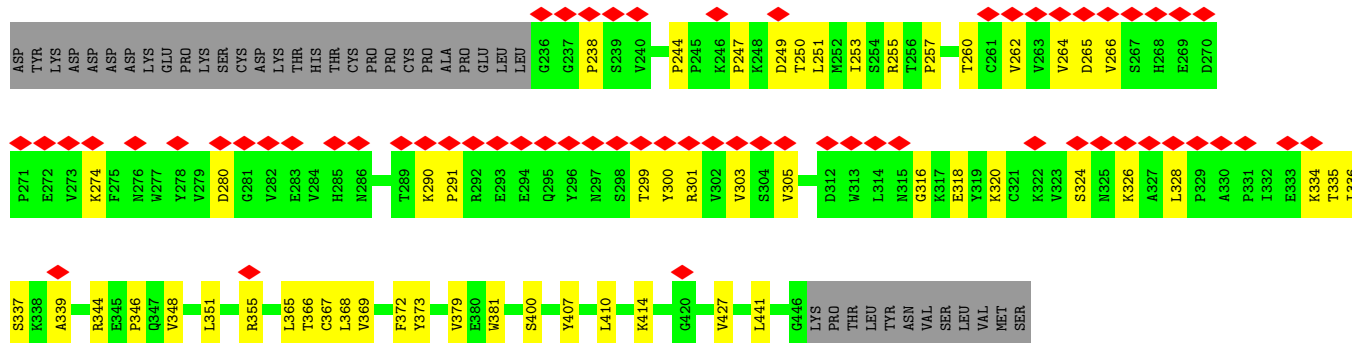 ASP TYR LYS ASP ASP ASP ASP LYS GLU PRO LYS SER CYS ASP LYS THR HIS THR CYS PRO PRO CYS PRO ALA PRO GLU LEU LEU G236 G237 P238 S239 V240 P244 P245 K246 P247 K248 D249 T250 L251 M252 I253 S254 R255 T256 P257 T260 C261 V262 V263 V264 D265 V266 S267 H268 E269 D270
P271 E272 V273 K274 F275 N276 W277 Y278 V279 D280 G281 V282 E283 V284 H285 N286 T289 K290 P291 R292 E293 E294 Q295 Y296 N297 S298 T299 Y300 R301 V302 V303 S304 V305 D312 W313 L314 N315 G316 K317 E318 Y319 K320 C321 K322 V323 S324 N325 K326 A327 L328 P329 A330 P331 I332 E333 K334 T335 I336
S337 K338 A339 R344 E345 P346 Q347 V348 L351 R355 L365 T366 C367 L368 V369 F372 Y373 V379 E380 W381 S400 Y407 L410 K414 G420 V427 L441 G446 LYS PRO THR LEU TYR ASN VAL SER LEU VAL MET SER